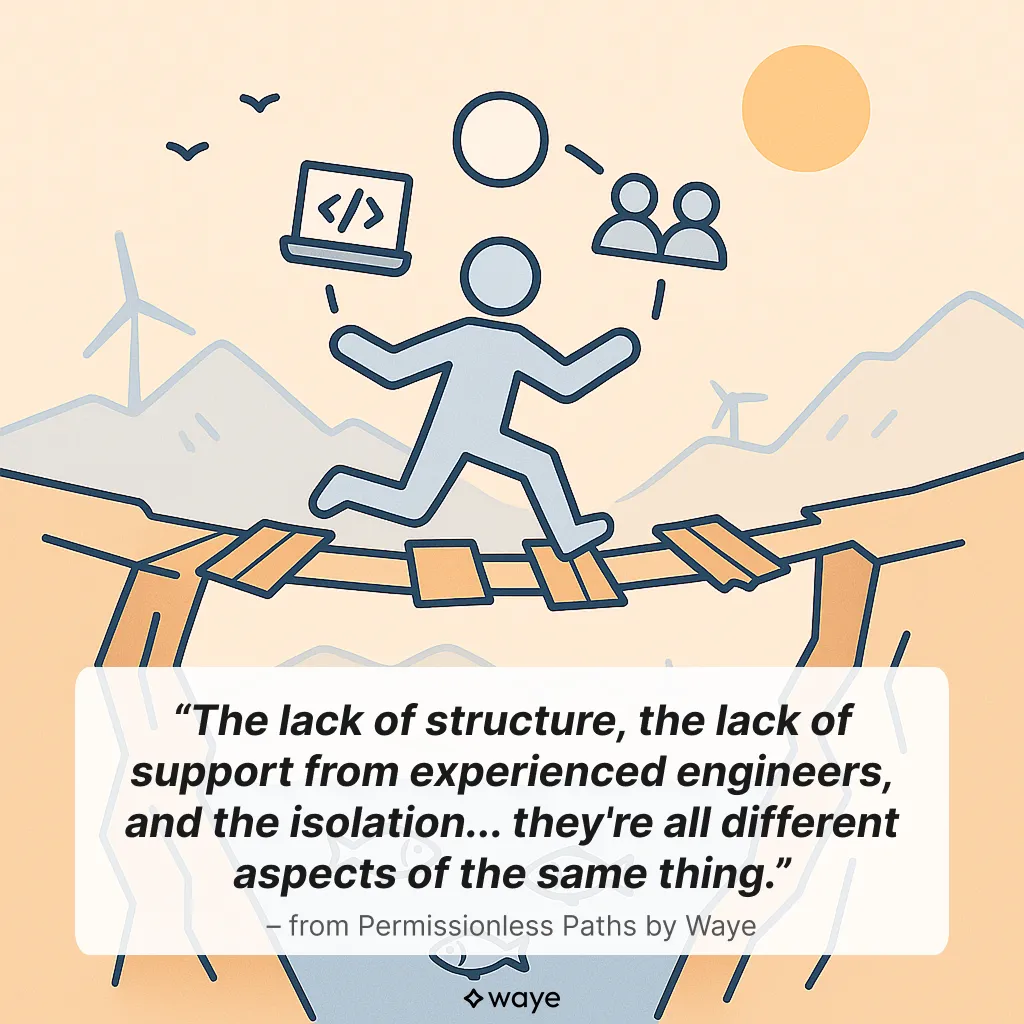 </>
“The lack of structure, the lack of
support from experienced engineers,
and the isolation... they're all different
aspects of the same thing.”
– from Permissionless Paths by Waye
waye